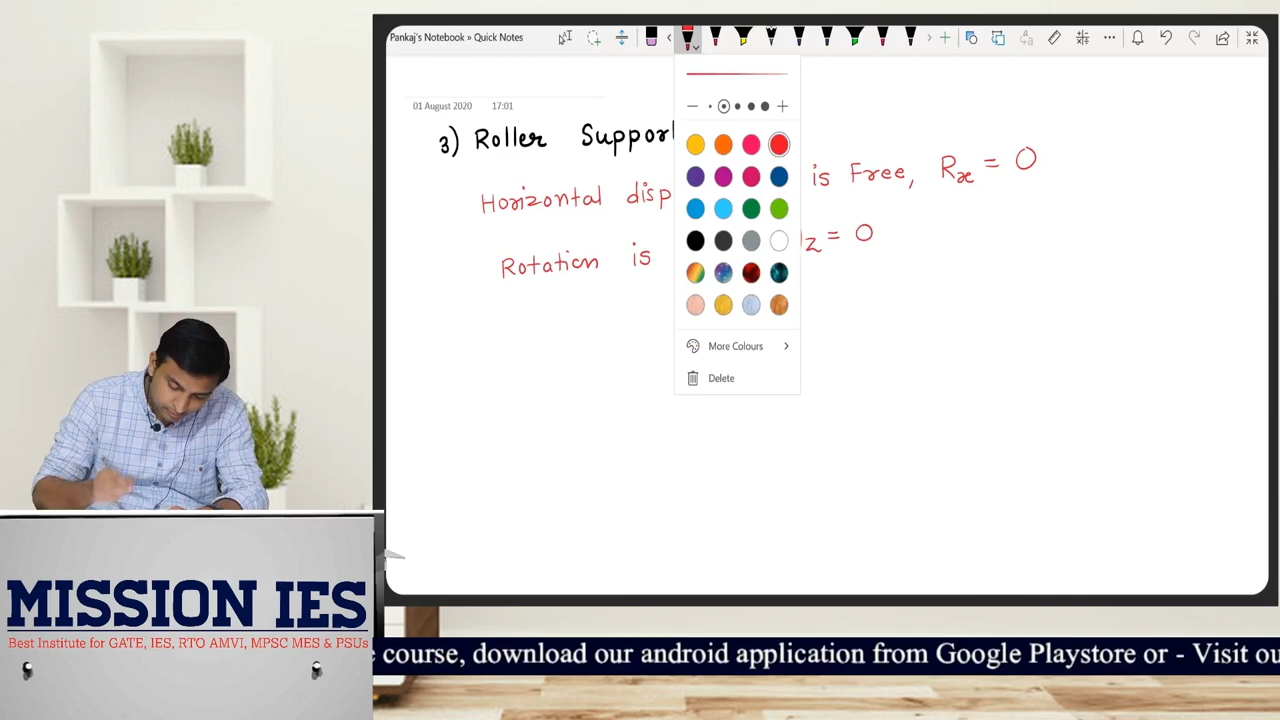 Pankaj's Notebook » Quick Notes
01 August 2020 17:01
3) Roller Support
Horizontal disp is Free, Rx = 0
Rotation is z = 0
More Colours
Delete
MISSION IES
Best Institute for GATE, IES, RTO AMVI, MPSC MES & PSUs
course, download our android application from Google Playstore or - Visit ou